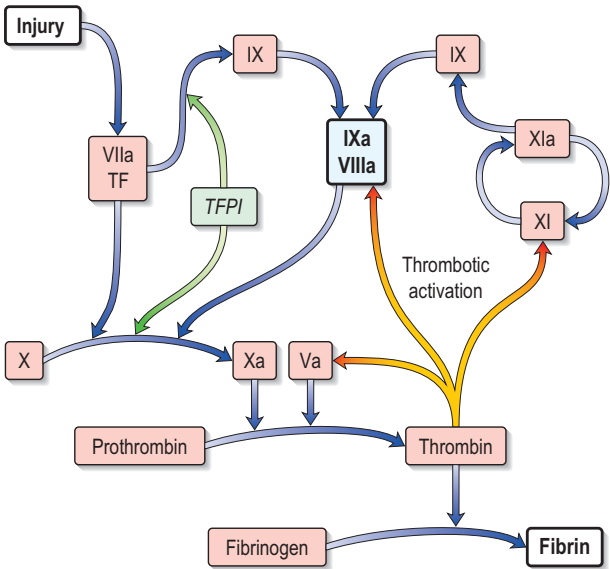 Injury
IX
IX
VIIa
TF
IXa
VIIIa
XIa
TFPI
XI
Thrombotic
activation
X
Xa
Va
Prothrombin
Thrombin
Fibrinogen
Fibrin